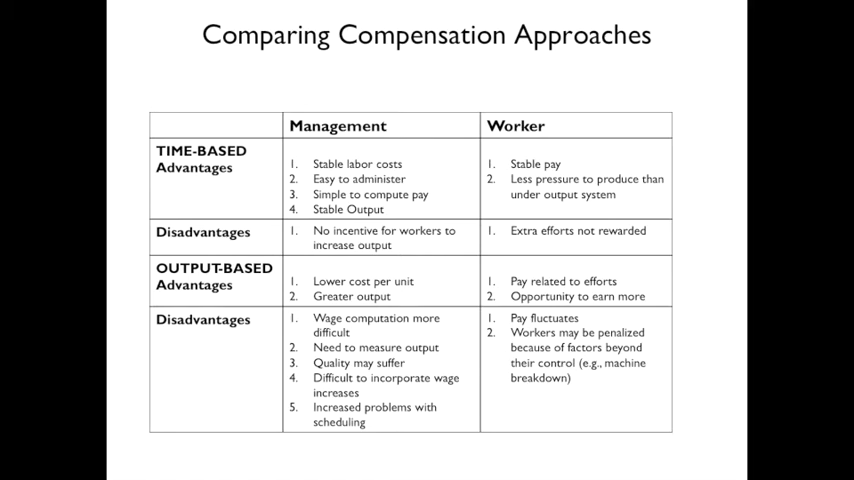 Comparing Compensation Approaches
Management
Worker
TIME-BASED
Advantages
1. Stable labor costs
2. Easy to administer
3. Simple to compute pay
4. Stable Output
1. Stable pay
2. Less pressure to produce than
under output system
Disadvantages
1. No incentive for workers to
increase output
1. Extra efforts not rewarded
OUTPUT-BASED
Advantages
1. Lower cost per unit
2. Greater output
1. Pay related to efforts
2. Opportunity to earn more
Disadvantages
1. Wage computation more
difficult
2. Need to measure output
3. Quality may suffer
4. Difficult to incorporate wage
increases
5. Increased problems with
scheduling
1. Pay fluctuates
2. Workers may be penalized
because of factors beyond
their control (e.g., machine
breakdown)